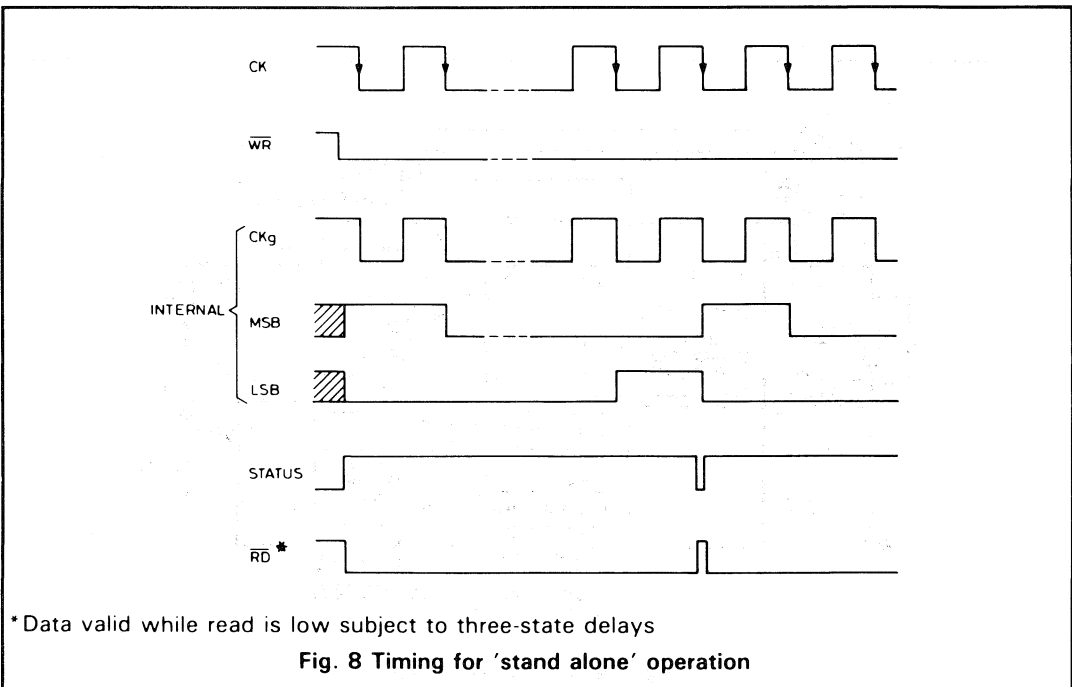 CK
WR
CKg
INTERNAL
MSB
LSB
STATUS
RD *
*Data valid while read is low subject to three-state delays
Fig. 8 Timing for 'stand alone' operation